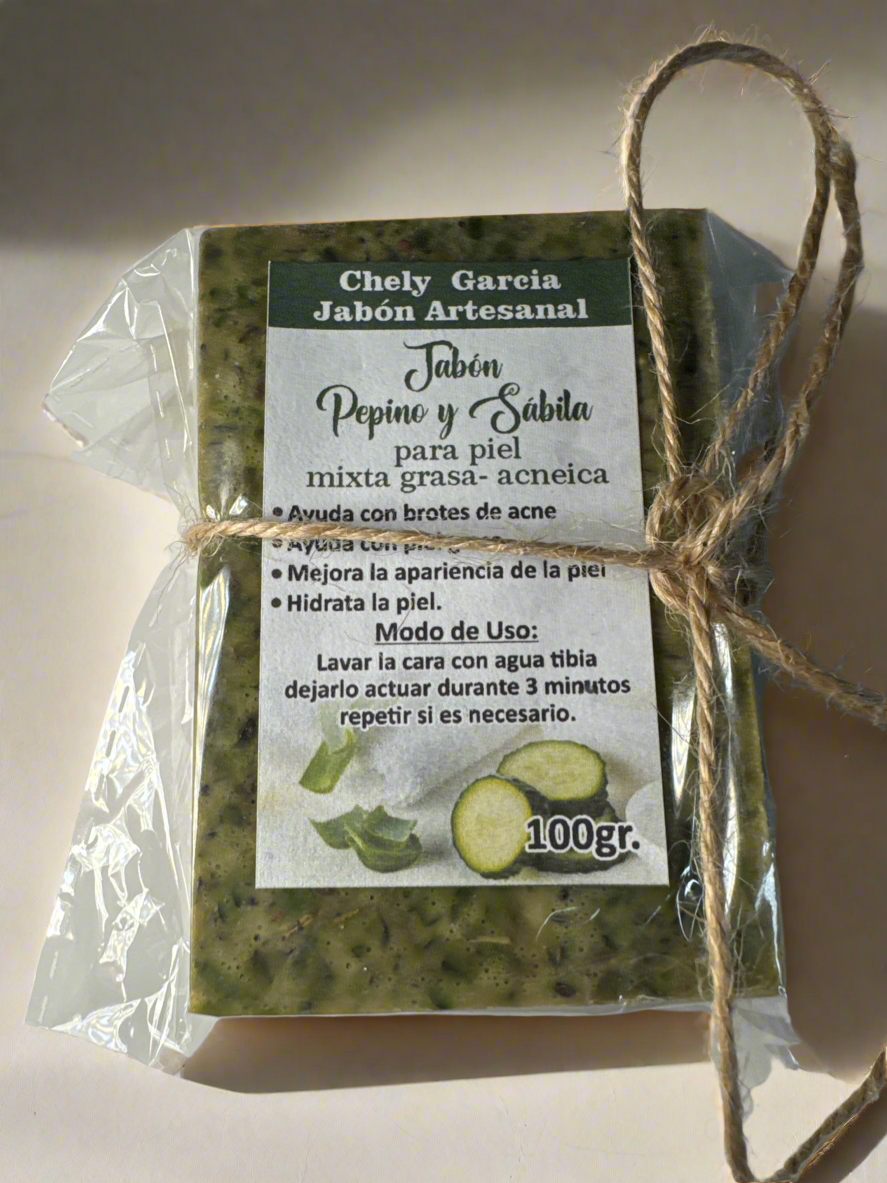 Chely Garcia
Jabón Artesanal
Jabón
Pepino y Sábila
para piel
mixta grasa- acneica
• Ayuda con brotes de acne
• Ayuda con piel
• Mejora la apariencia de la piel
• Hidrata la piel.
Modo de Uso:
Lavar la cara con agua tibia
dejarlo actuar durante 3 minutos
repetir si es necesario.
100gr.